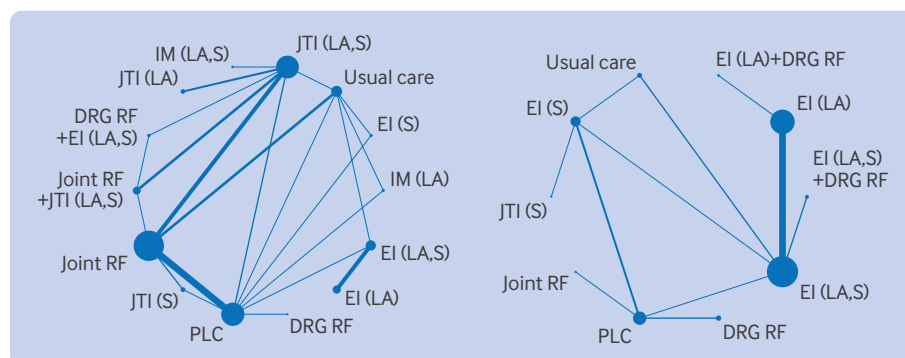 JTI (LA,S)
IM (LA,S)
JTI (LA)
Usual care
DRG RF
+EI (LA,S)
EI (S)
Joint RF
+JTI (LA,S)
IM (LA)
Joint RF
EI (LA,S)
JTI (S)
EI (LA)
PLC
DRG RF
Usual care
EI (LA)+DRG RF
EI (S)
EI (LA)
EI (LA,S)
+DRG RF
JTI (S)
Joint RF
EI (LA,S)
PLC
DRG RF